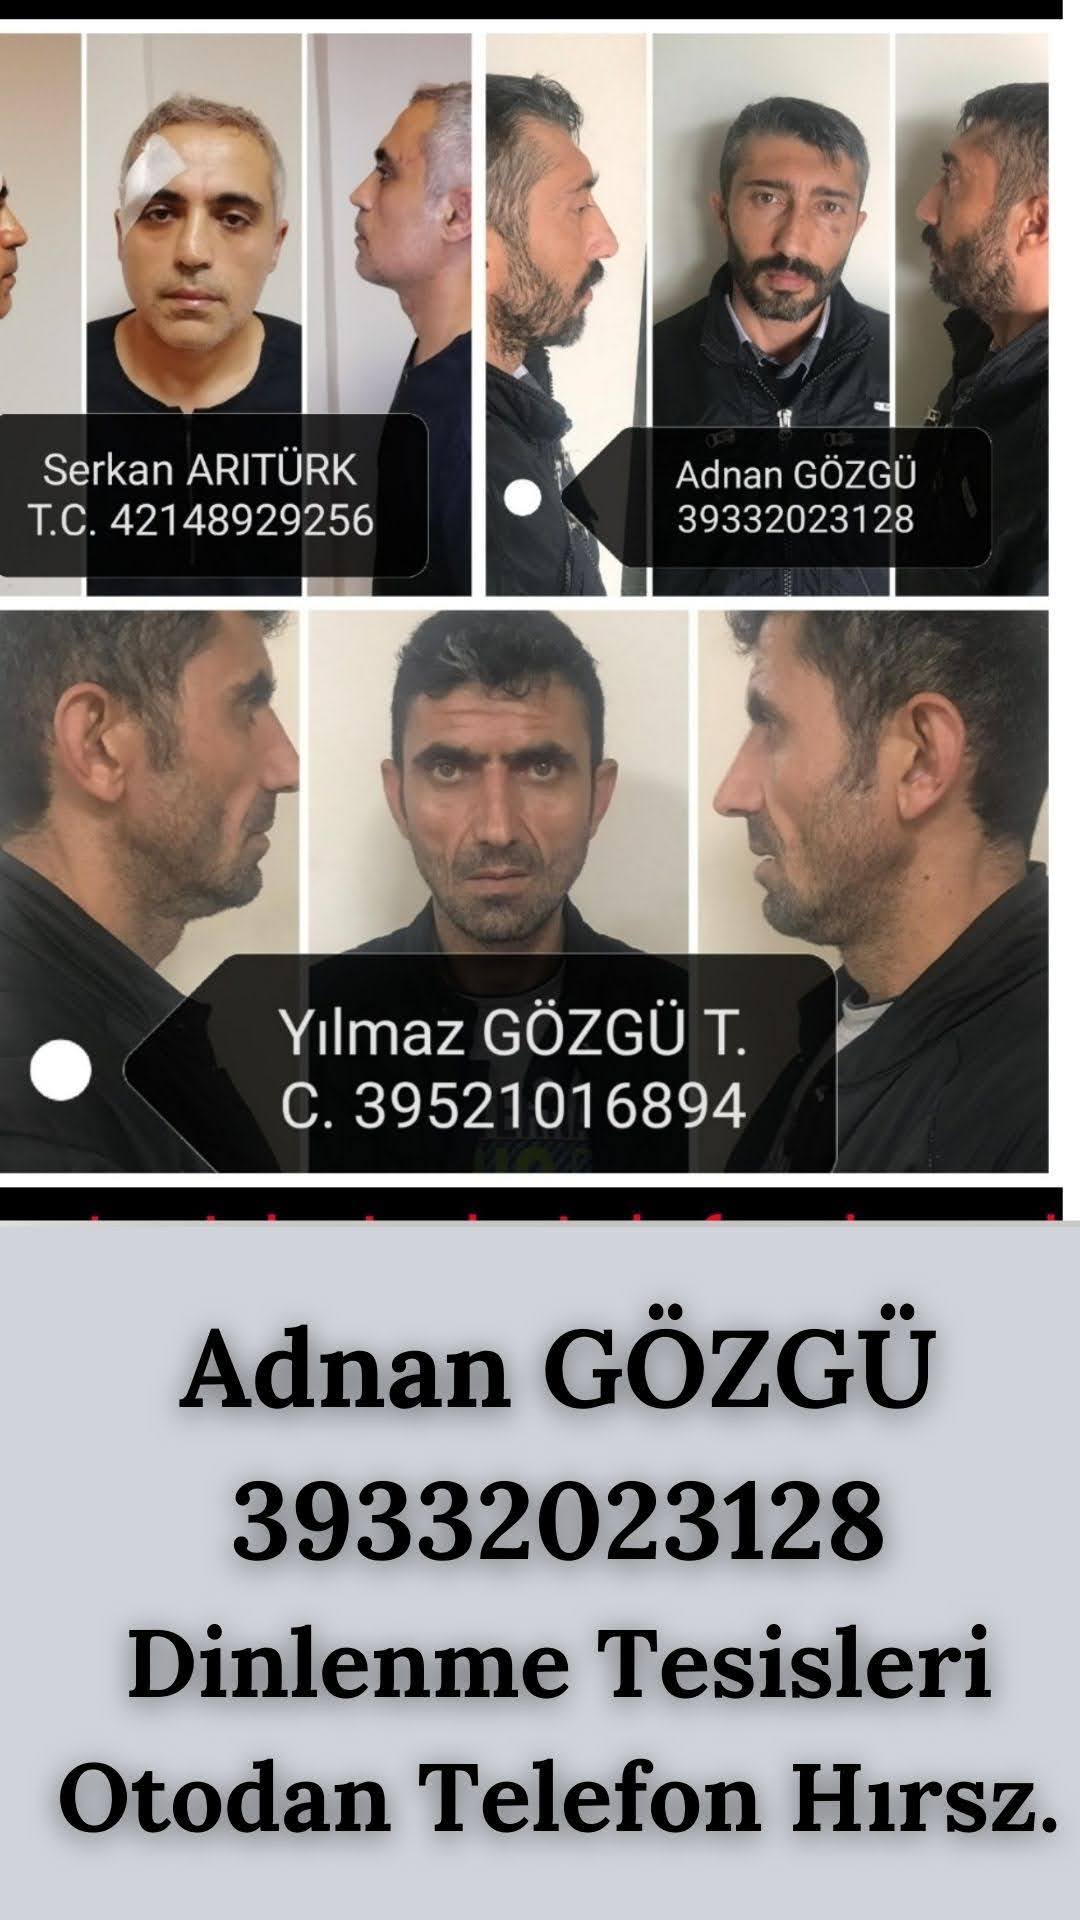 Serkan ARITÜRK
T.C. 42148929256
Adnan GÖZGÜ
39332023128
Yılmaz GÖZGÜ T.
C. 39521016894
Adnan GÖZGÜ
39332023128
Dinlenme Tesisleri
Otodan Telefon Hırsz.